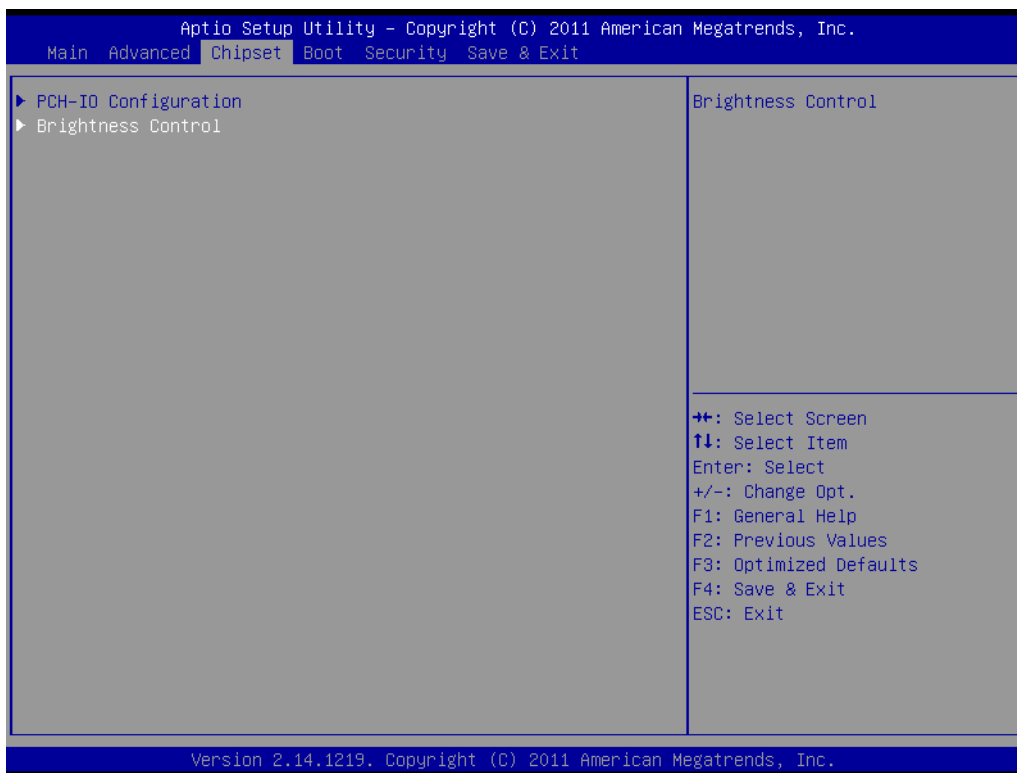 Aptio Setup Utility – Copyright (C) 2011 American Megatrends, Inc.
Main Advanced Chipset Boot Security Save & Exit
PCH-IO Configuration
Brightness Control
Brightness Control
→←: Select Screen
↑↓: Select Item
Enter: Select
+/-: Change Opt.
F1: General Help
F2: Previous Values
F3: Optimized Defaults
F4: Save & Exit
ESC: Exit
Version 2.14.1219. Copyright (C) 2011 American Megatrends, Inc.